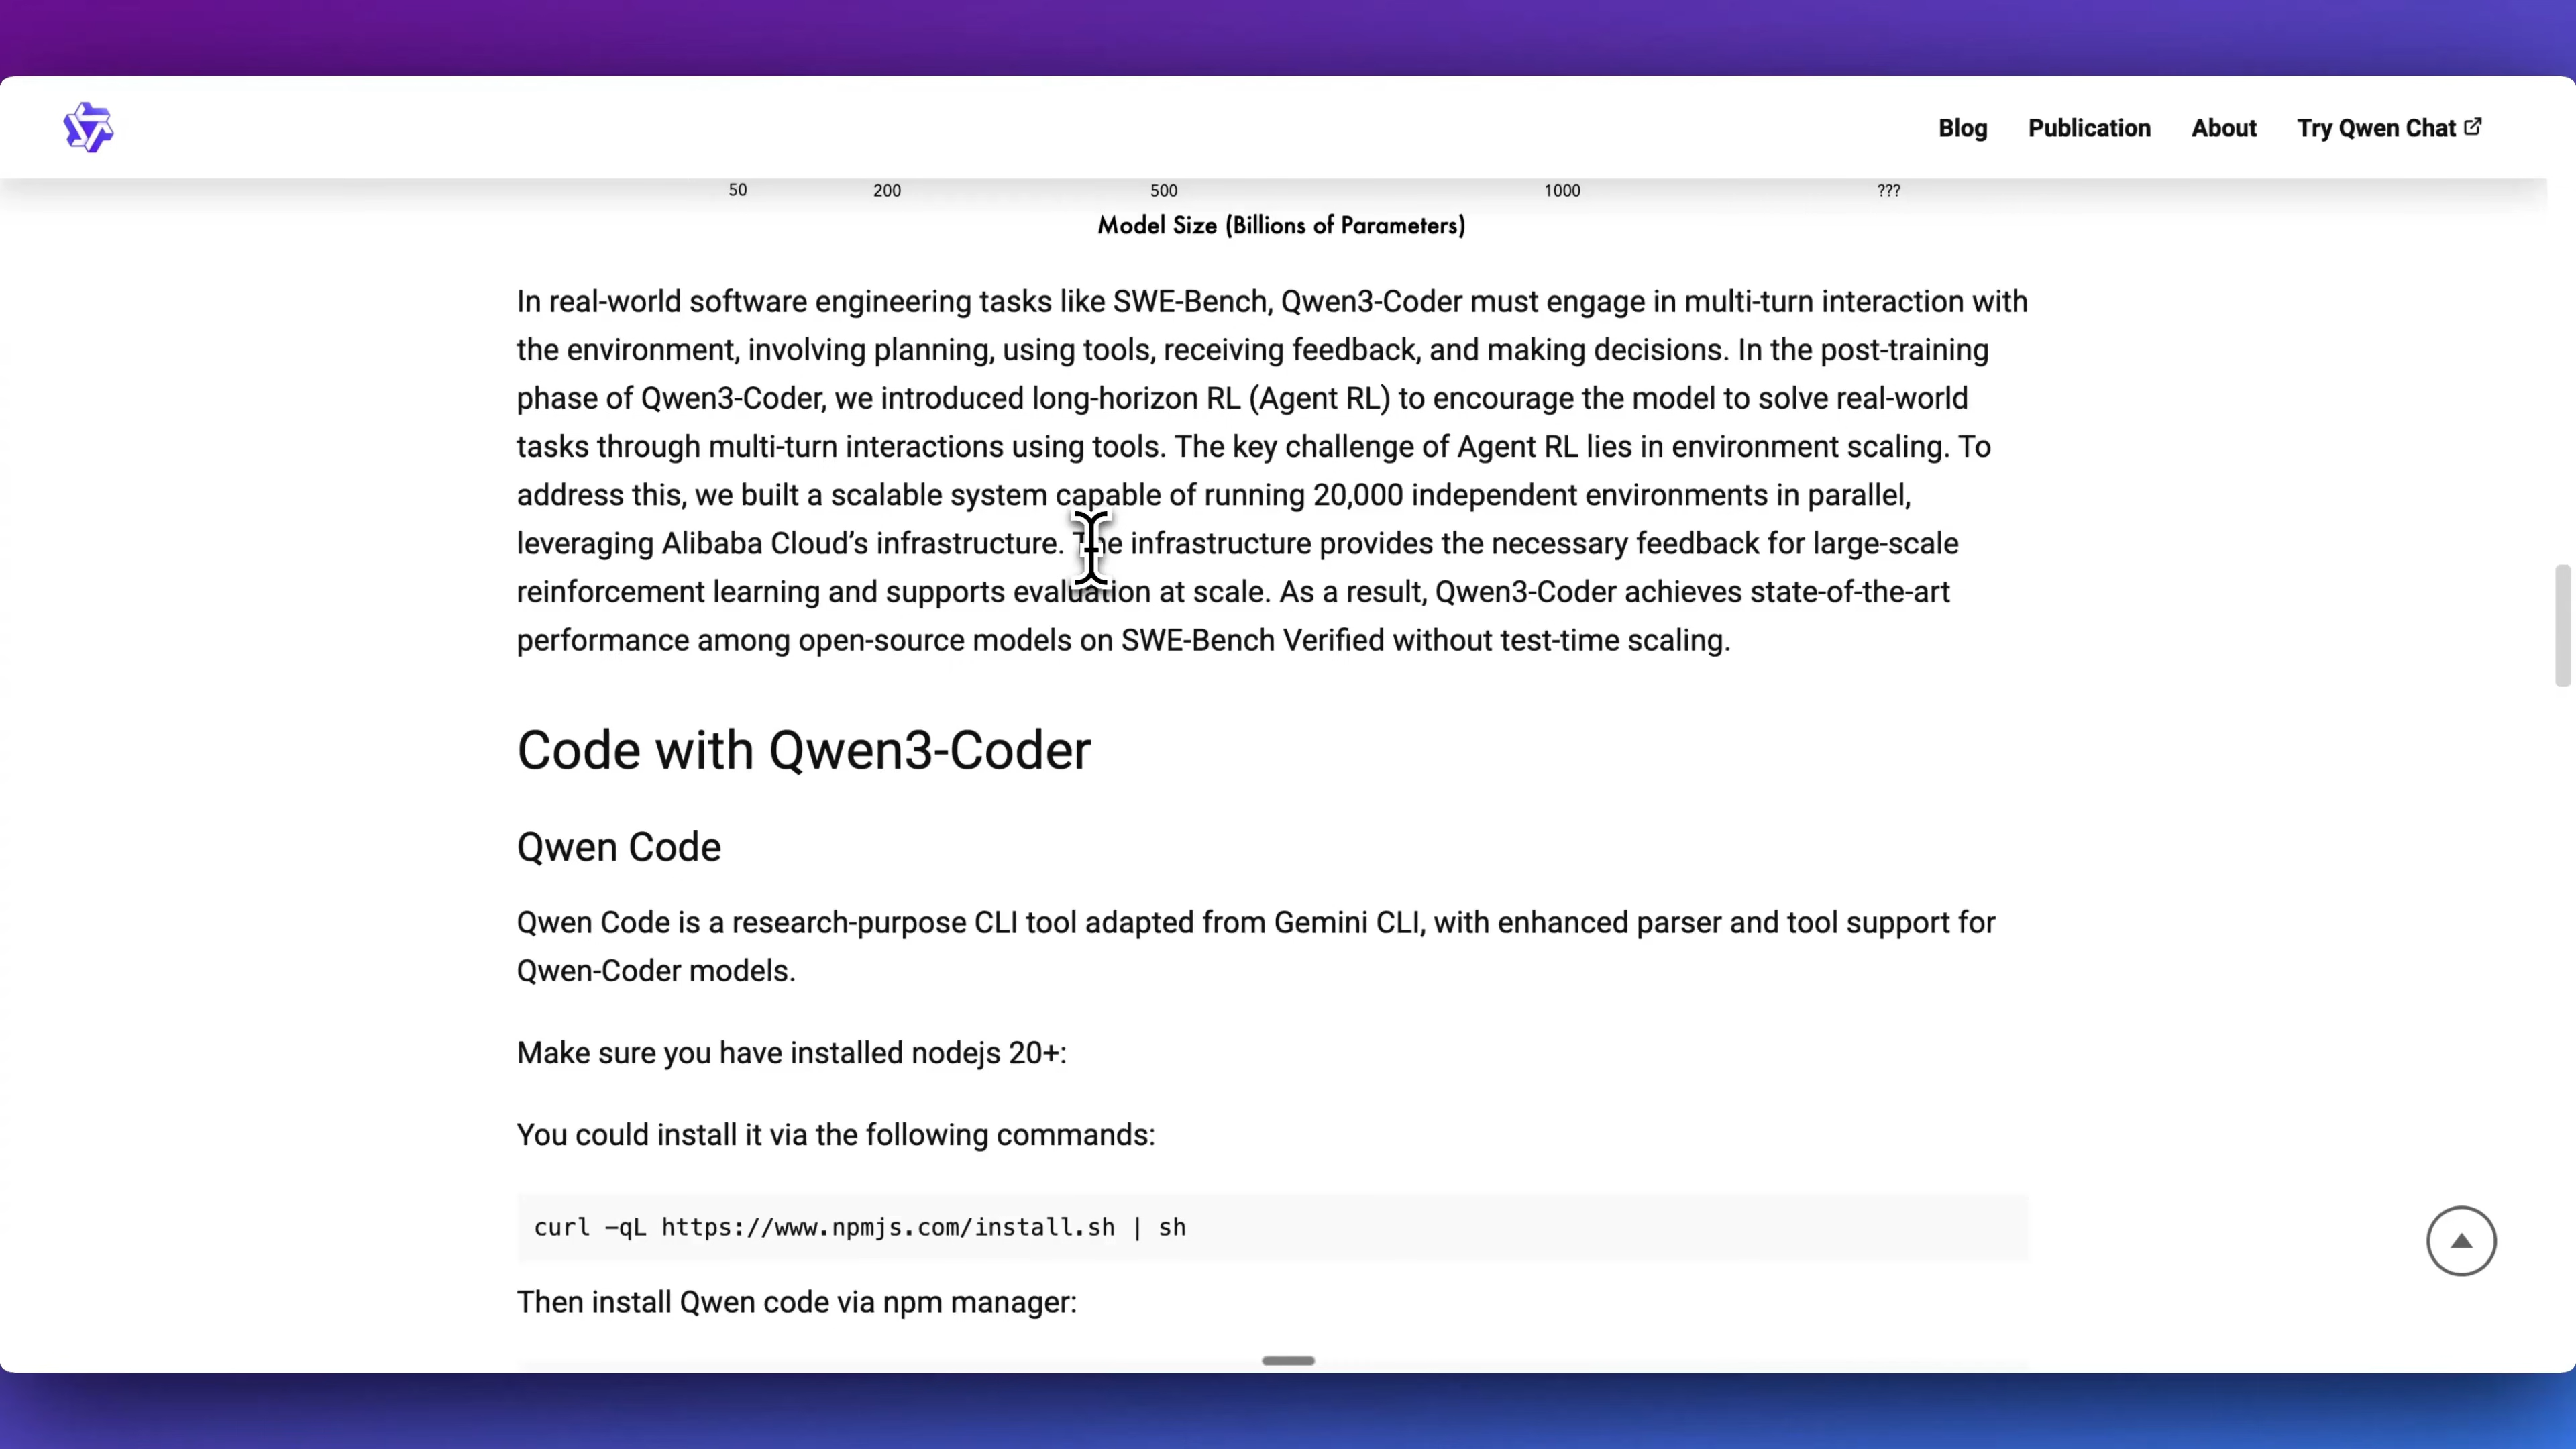 Blog Publication About Try Qwen Chat
50 200 500 1000 ???
Model Size (Billions of Parameters)
In real-world software engineering tasks like SWE-Bench, Qwen3-Coder must engage in multi-turn interaction with
the environment, involving planning, using tools, receiving feedback, and making decisions. In the post-training
phase of Qwen3-Coder, we introduced long-horizon RL (Agent RL) to encourage the model to solve real-world
tasks through multi-turn interactions using tools. The key challenge of Agent RL lies in environment scaling. To
address this, we built a scalable system capable of running 20,000 independent environments in parallel,
leveraging Alibaba Cloud’s infrastructure. The infrastructure provides the necessary feedback for large-scale
reinforcement learning and supports evaluation at scale. As a result, Qwen3-Coder achieves state-of-the-art
performance among open-source models on SWE-Bench Verified without test-time scaling.
Code with Qwen3-Coder
Qwen Code
Qwen Code is a research-purpose CLI tool adapted from Gemini CLI, with enhanced parser and tool support for
Qwen-Coder models.
Make sure you have installed nodejs 20+:
You could install it via the following commands:
curl -qL https://www.npmjs.com/install.sh | sh
Then install Qwen code via npm manager: